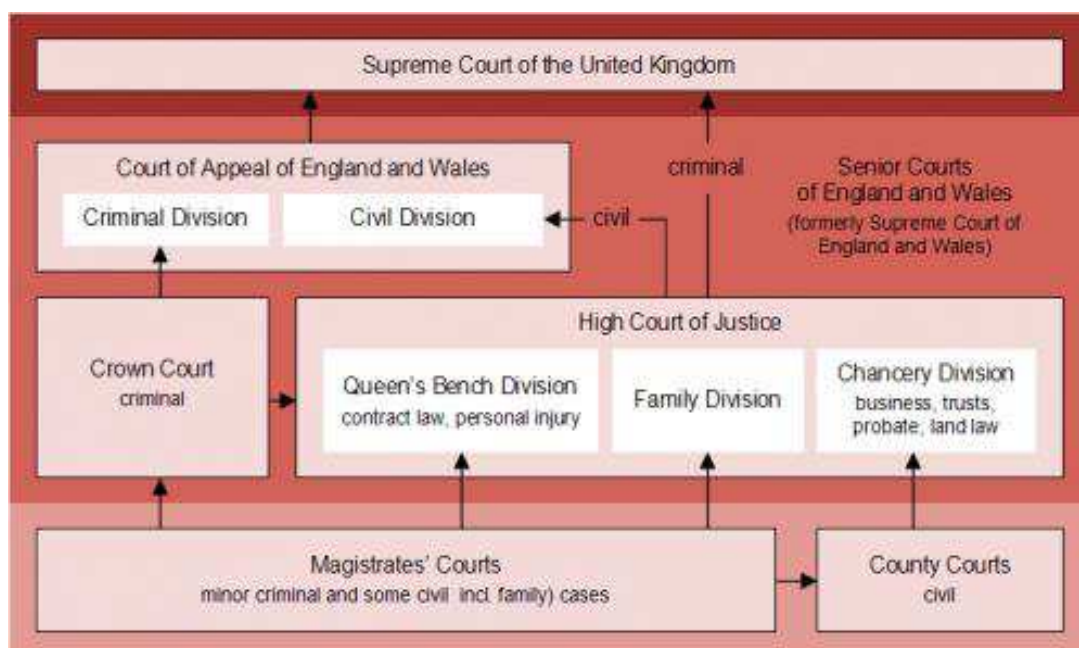 Supreme Court of the United Kingdom
Court of Appeal of England and Wales
Criminal Division
Civil Division
civil
criminal
Senior Courts
of England and Wales
(formerly Supreme Court of
England and Wales)
Crown Court
criminal
High Court of Justice
Queen's Bench Division
contract law, personal injury
Family Division
Chancery Division
business, trusts,
probate, land law
Magistrates' Courts
minor criminal and some civil incl. family) cases
County Courts
civil